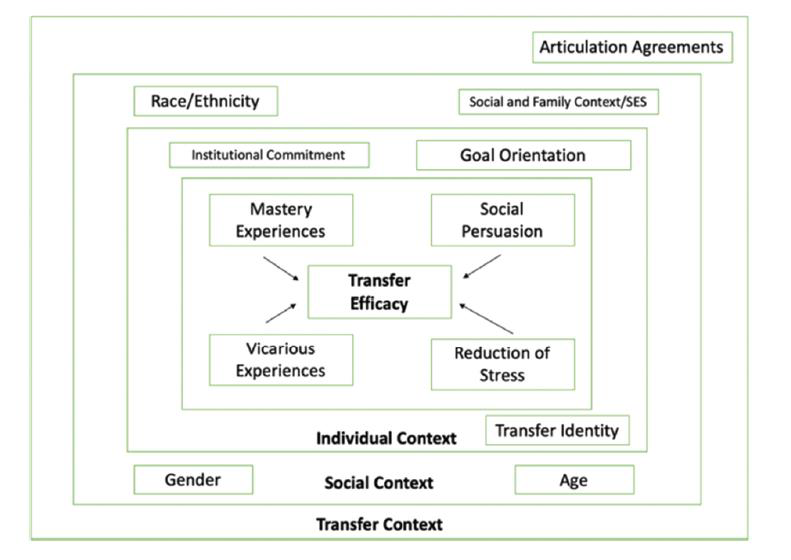 Articulation Agreements
Race/Ethnicity
Social and Family Context/SES
Institutional Commitment
Goal Orientation
Mastery
Experiences
Social
Persuasion
Transfer
Efficacy
Vicarious
Experiences
Reduction of
Stress
Transfer Identity
Individual Context
Gender
Social Context
Age
Transfer Context